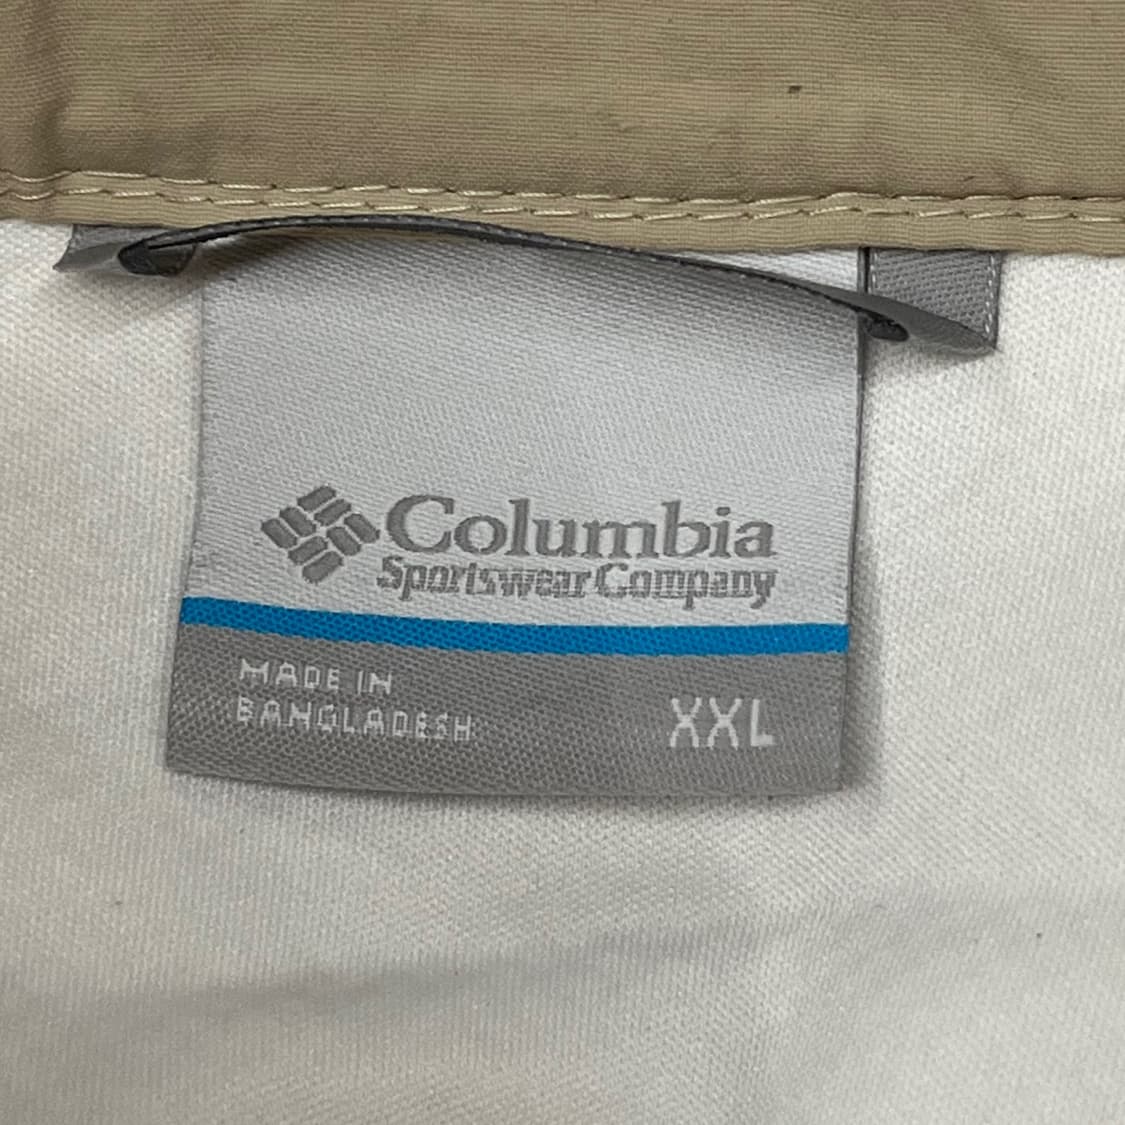 Columbia
Sportswear Company
MADE IN
BANGLADESH
XXL